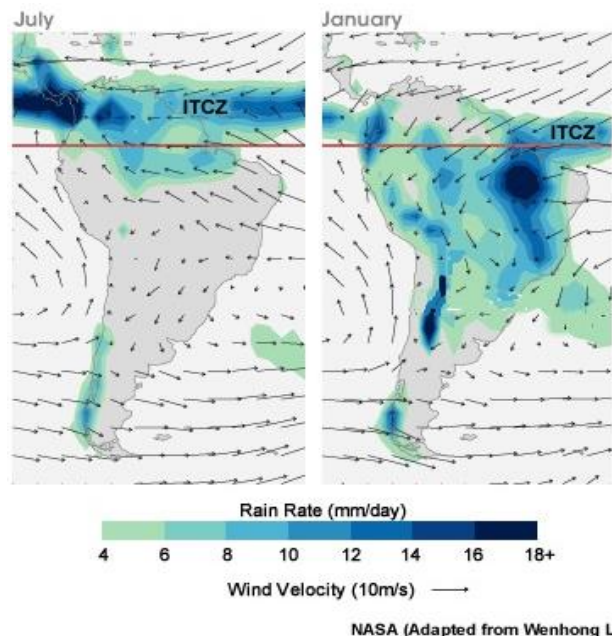 July
January
ITCZ
ITCZ
Rain Rate (mm/day)
4 6 8 10 12 14 16 18+
Wind Velocity (10m/s)
NASA (Adapted from Wenhong L